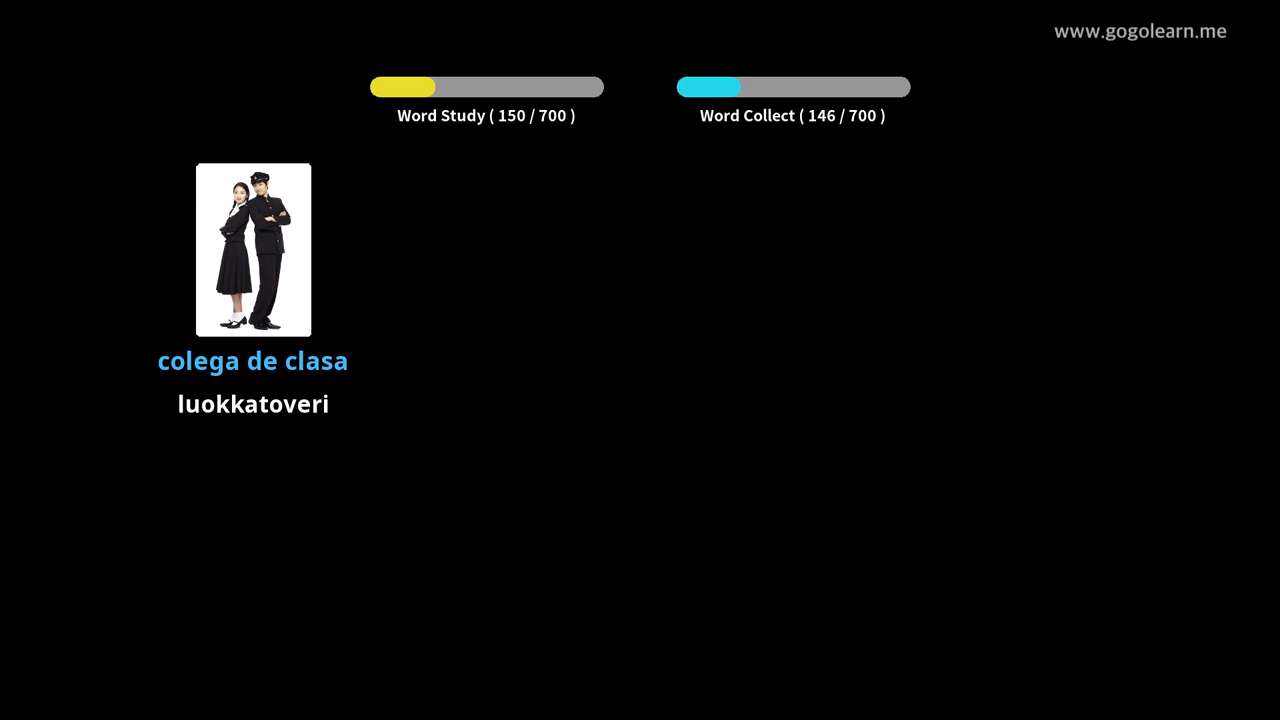 www.gogolearn.me
Word Study ( 150 / 700 )
Word Collect ( 146 / 700 )
colega de clasa
luokkatoveri